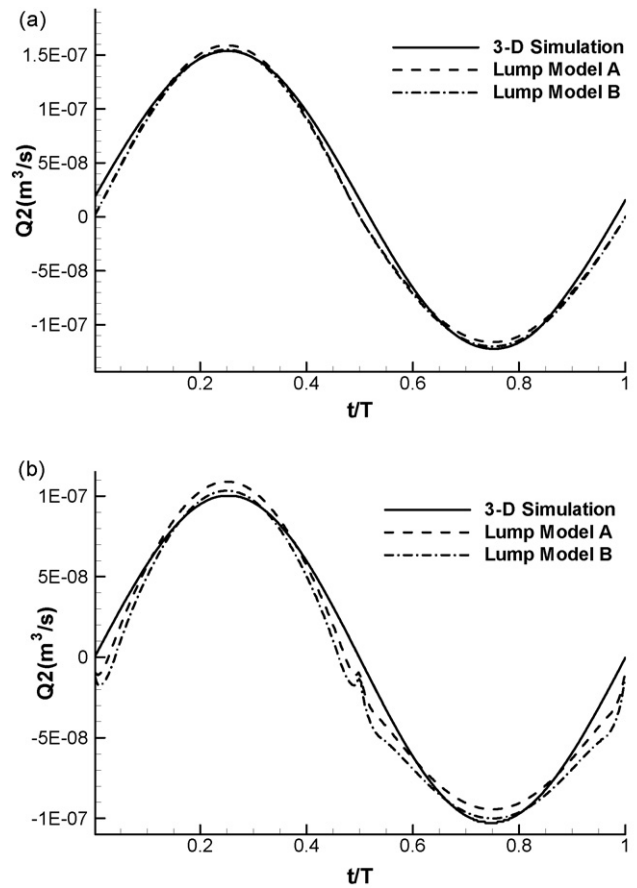 (a)
3-D Simulation
Lump Model A
Lump Model B
1.5E-07
1E-07
5E-08
0
-5E-08
-1E-07
Q2(m³/s)
0.2 0.4 0.6 0.8 1
t/T
(b)
3-D Simulation
Lump Model A
Lump Model B
1E-07
5E-08
0
-5E-08
-1E-07
Q2(m³/s)
0.2 0.4 0.6 0.8 1
t/T